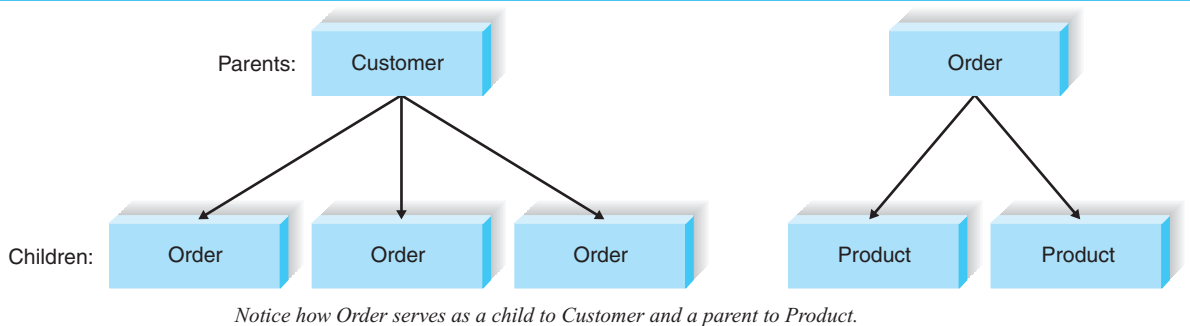 Parents: Customer Order
Children: Order Order Order Product Product
Notice how Order serves as a child to Customer and a parent to Product.